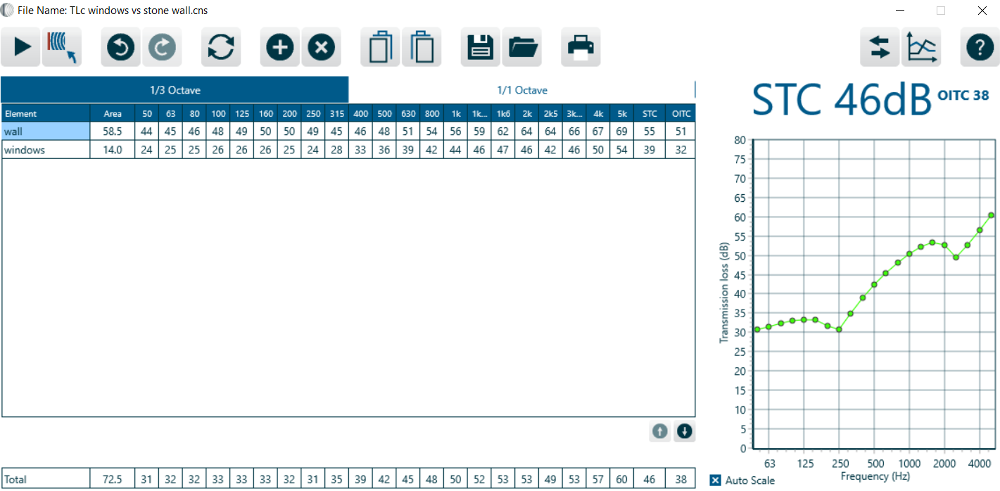 File Name: TLc windows vs stone wall.cns
1/3 Octave 1/1 Octave
Element Area 50 63 80 100 125 160 200 250 315 400 500 630 800 1k 1k... 1k6 2k 2k5 3k... 4k 5k STC OITC
wall 58.5 44 45 46 48 49 50 50 49 45 46 48 51 54 56 59 62 64 64 66 67 69 55 51
windows 14.0 24 25 25 26 26 26 25 24 28 33 36 39 42 44 46 47 46 42 46 50 54 39 32
Total 72.5 31 32 32 33 33 33 32 31 35 39 42 45 48 50 52 53 53 49 53 57 60 46 38
STC 46dB OITC 38
80
75
70
65
60
55
50
45
40
35
30
25
20
15
10
5
0
Transmission loss (dB)
63 125 250 500 1000 2000 4000
Frequency (Hz)
Auto Scale